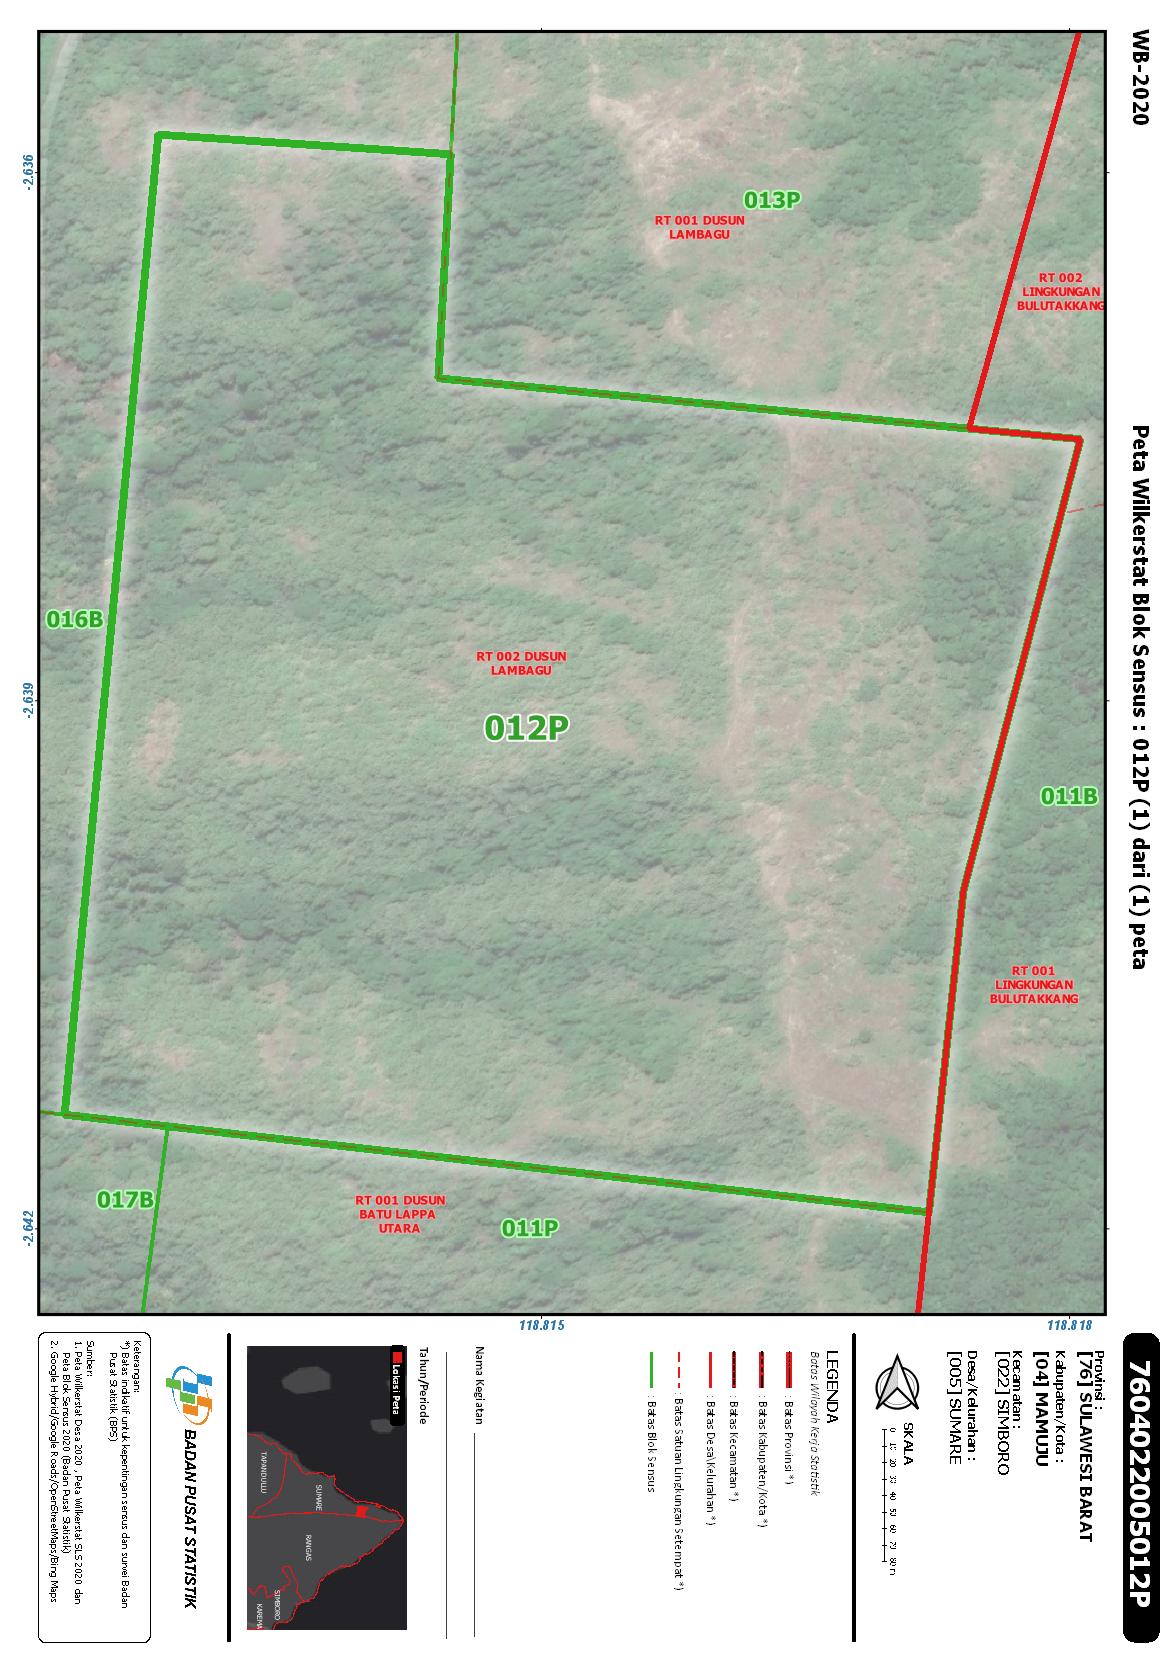 WB-2020
Peta Wilkerstat Blok Sensus : 012P (1) dari (1) peta
7604022005012P
013P
RT 001 DUSUN
LAMBAGU
RT 002
LINGKUNGAN
BULUTAKKANG
016B
RT 002 DUSUN
LAMBAGU
012P
011B
RT 001
LINGKUNGAN
BULUTAKKANG
017B
RT 001 DUSUN
BATU LAPPA
UTARA
011P
-2.636
-2.639
-2.642
118.815
118.818
Provinsi :
[76] SULAWESI BARAT
Kabupaten/Kota :
[04] MAMUJU
Kecamatan :
[022] SIMBORO
Desa/Kelurahan :
[005] SUMARE
SKALA
0 10 20 30 40 50 60 70 80 m
LEGENDA
Batas Wilayah Kerja Statistik
: Batas Provinsi *)
: Batas Kabupaten/Kota *)
: Batas Kecamatan *)
: Batas Desa\Kelurahan *)
: Batas Satuan Lingkungan Setempat *)
: Batas Blok Sensus
Nama Kegiatan
Tahun/Periode
Lokasi Peta
TAPANDULLU
SUMARE
RANGAS
SIMBORO
KAREMA
BADAN PUSAT STATISTIK
Keterangan:
*) Batas indikatif untuk kepentingan sensus dan survei Badan
Pusat Statistik (BPS)
Sumber:
1. Peta Wilkerstat Desa 2020 , Peta Wilkerstat SLS 2020 dan
Peta Blok Sensus 2020 (Badan Pusat Statistik)
2. Google Hybrid/Google Roads/OpenStreetMaps/Bing Maps